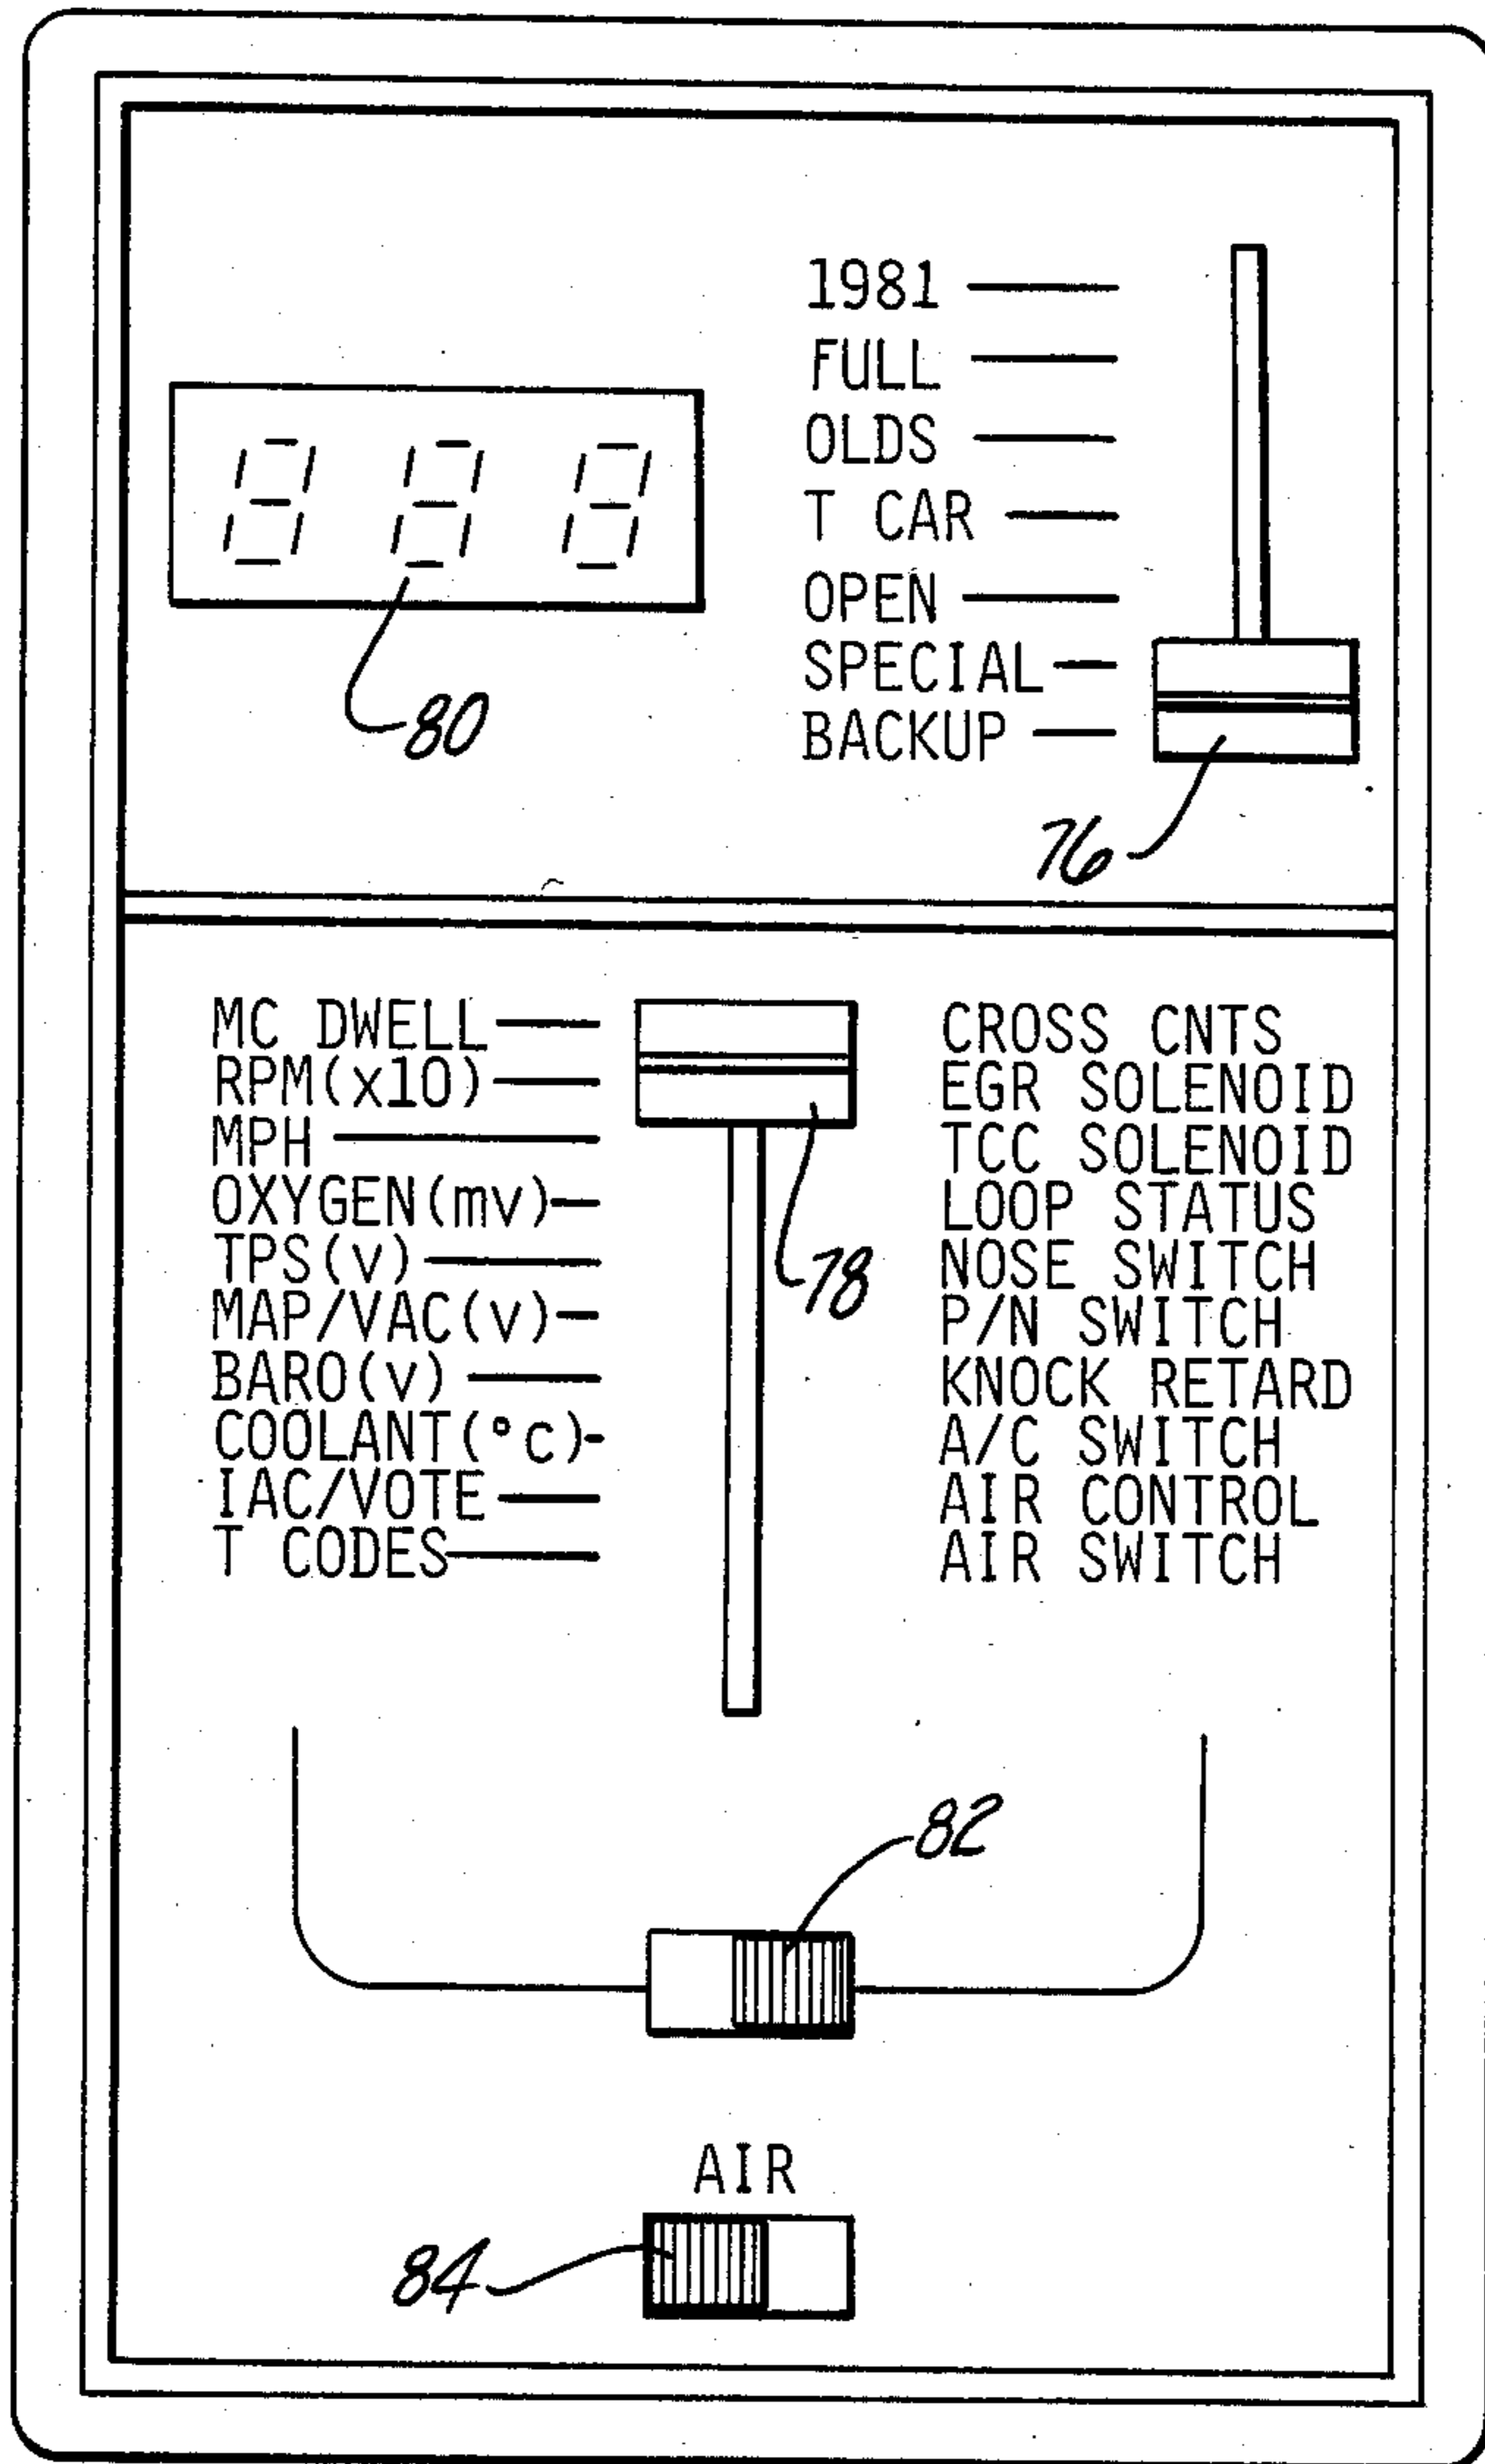 1981
FULL
OLDS
T CAR
OPEN
SPECIAL
BACKUP
80
76
MC DWELL
RPM(x10)
MPH
OXYGEN(mv)
TPS(v)
MAP/VAC(v)
BARO(v)
COOLANT(°c)
IAC/VOTE
T CODES
78
CROSS CNTS
EGR SOLENOID
TCC SOLENOID
LOOP STATUS
NOSE SWITCH
P/N SWITCH
KNOCK RETARD
A/C SWITCH
AIR CONTROL
AIR SWITCH
82
AIR
84